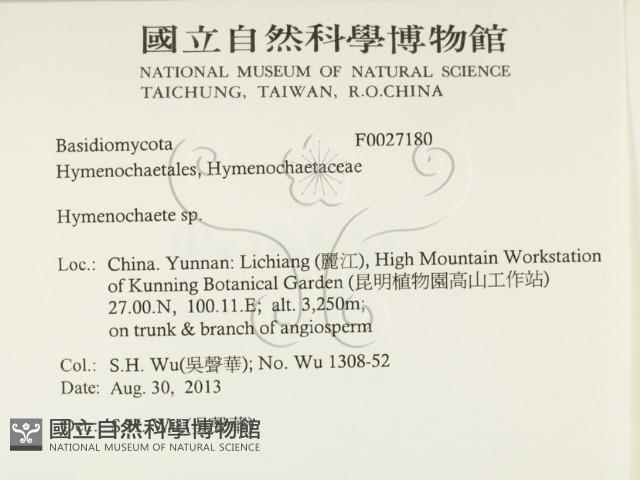 國立自然科學博物館
NATIONAL MUSEUM OF NATURAL SCIENCE
TAICHUNG, TAIWAN, R.O.CHINA
Basidiomycota F0027180
Hymenochaetales, Hymenochaetaceae
Hymenochaete sp.
Loc.: China. Yunnan: Lichiang (麗江), High Mountain Workstation
of Kunning Botanical Garden (昆明植物園高山工作站)
27.00.N, 100.11.E; alt. 3,250m;
on trunk & branch of angiosperm
Col.: S.H. Wu(吳聲華); No. Wu 1308-52
Date: Aug. 30, 2013
國立自然科學博物館
NATIONAL MUSEUM OF NATURAL SCIENCE